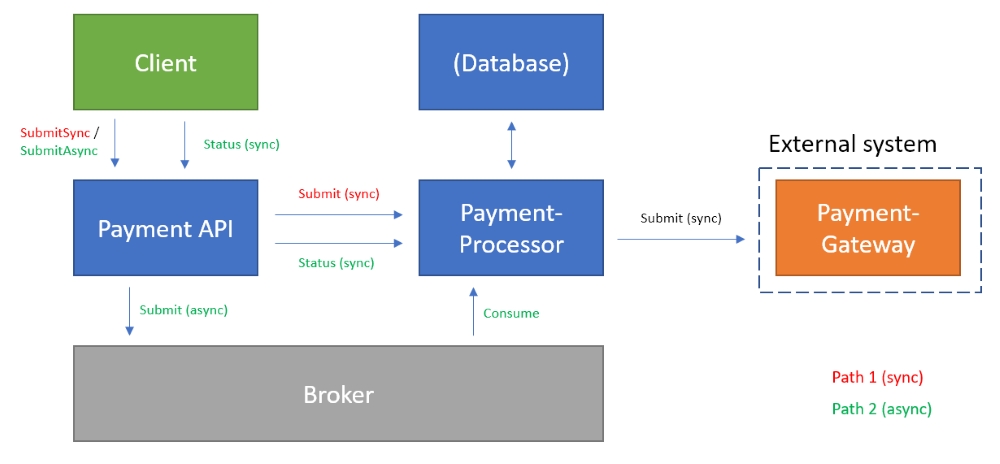 Client
(Database)
SubmitSync /
SubmitAsync
Status (sync)
External system
Payment API
Submit (sync)
Status (sync)
Payment-
Processor
Submit (sync)
Payment-
Gateway
Submit (async)
Consume
Broker
Path 1 (sync)
Path 2 (async)